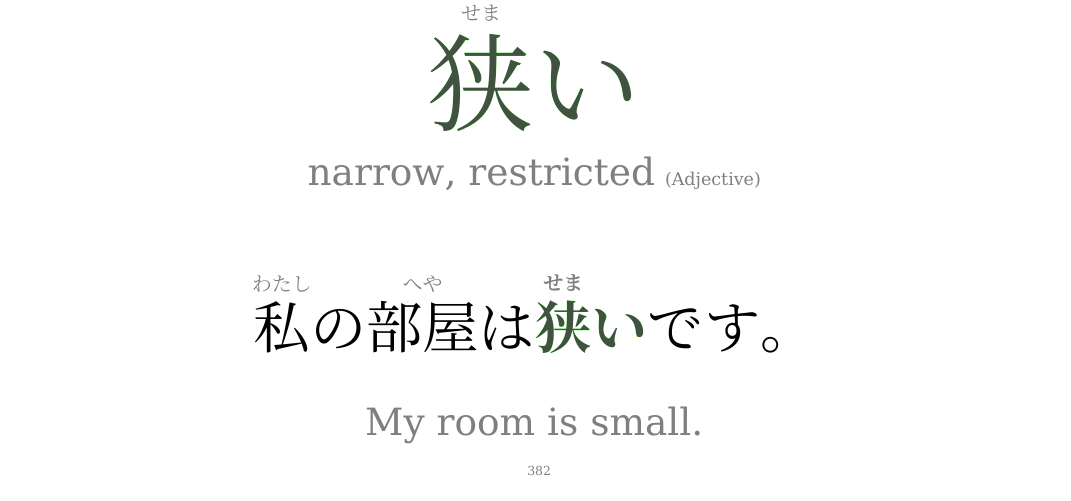 せま
狭い
narrow, restricted (Adjective)
わたし へや せま
私の部屋は狭いです。
My room is small.
382